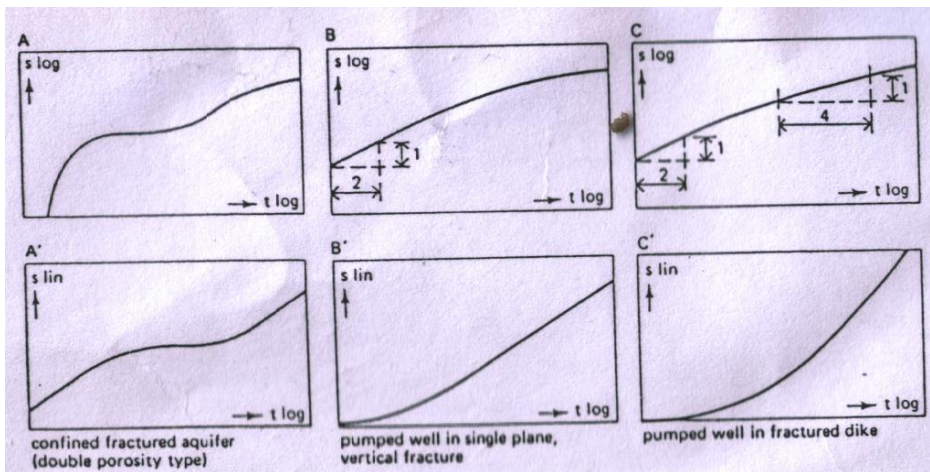 A
s log
t log
B
s log
1
2
t log
C
s log
1
4
1
2
t log
A'
s lin
t log
confined fractured aquifer
(double porosity type)
B'
s lin
t log
pumped well in single plane,
vertical fracture
C'
s lin
t log
pumped well in fractured dike